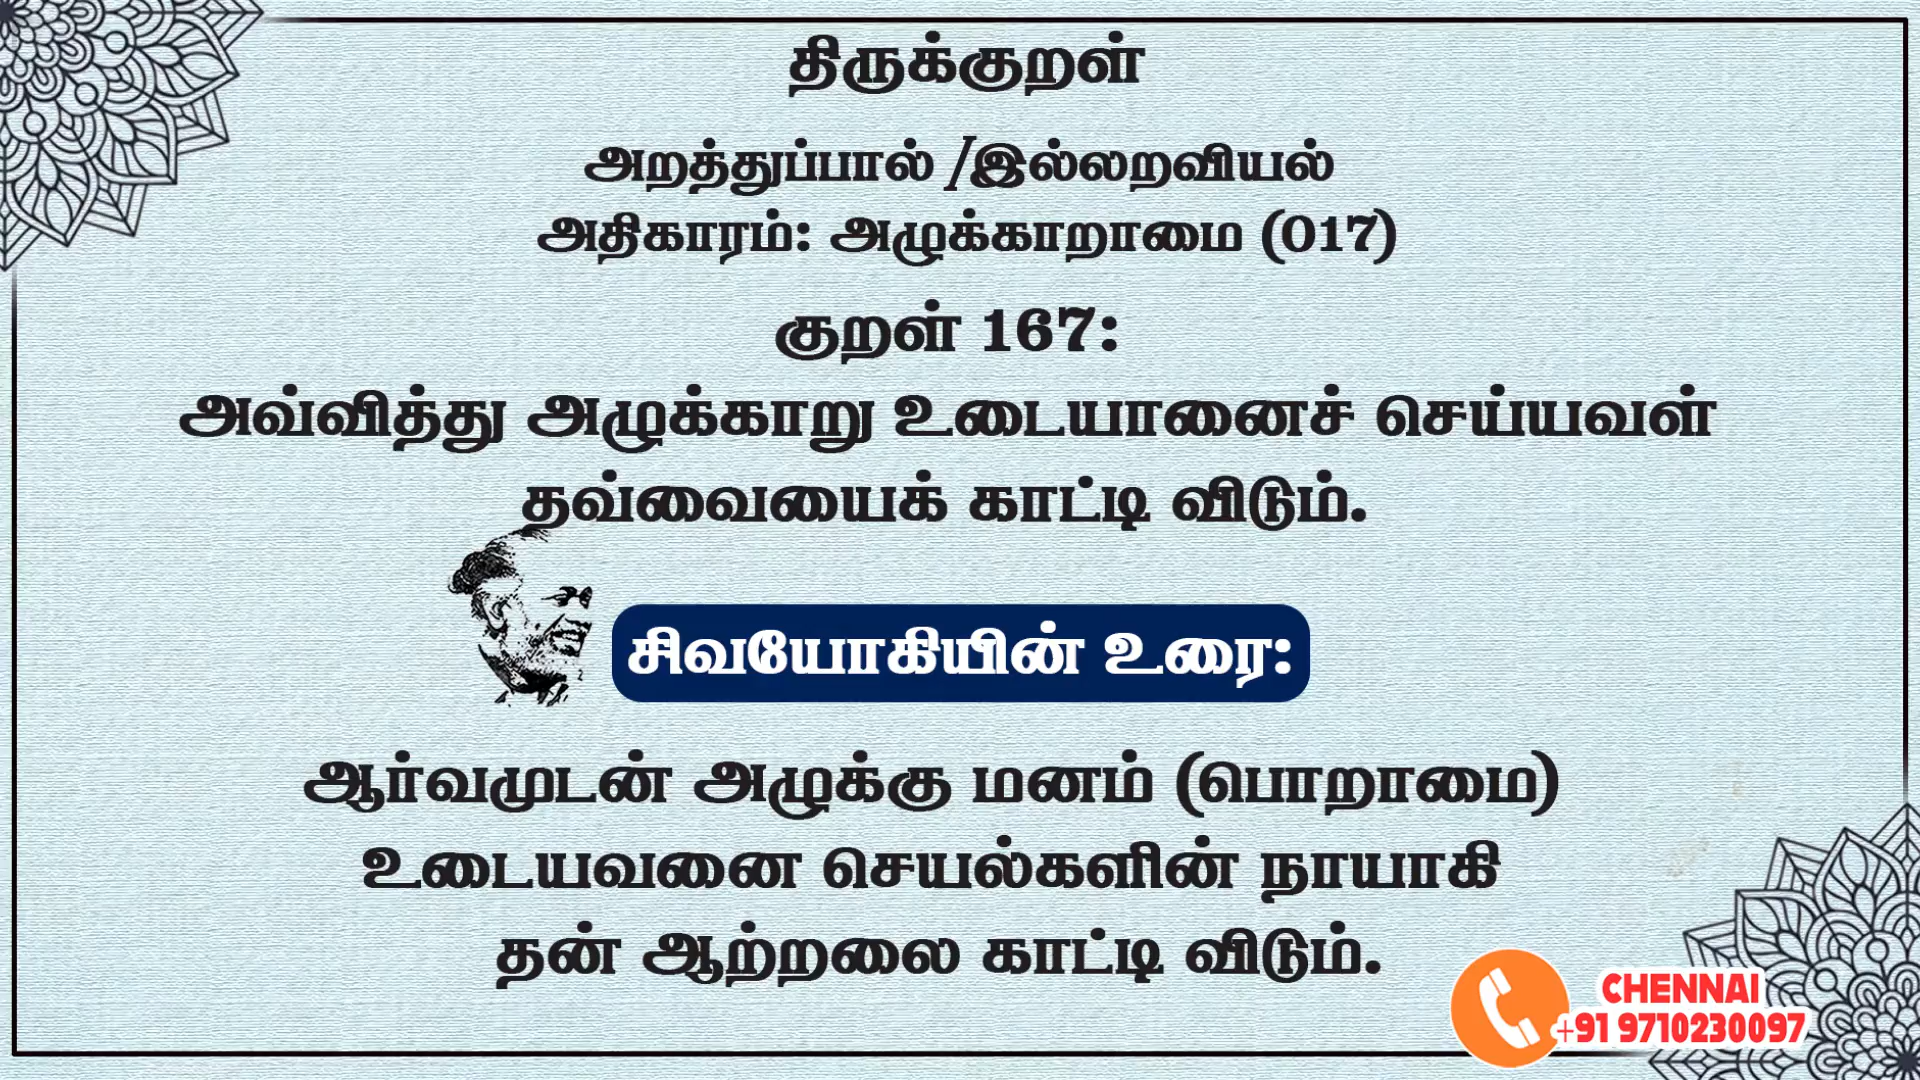 திருக்குறள்
அறத்துப்பால் /இல்லறவியல்
அதிகாரம்: அழுக்காறாமை (017)
குறள் 167:
அவ்வித்து அழுக்காறு உடையானைச் செய்யவள்
தவ்வையைக் காட்டி விடும்.
சிவயோகியின் உரை:
ஆர்வமுடன் அழுக்கு மனம் (பொறாமை)
உடையவனை செயல்களின் நாயாகி
தன் ஆற்றலை காட்டி விடும்.
CHENNAI
+91 9710230097